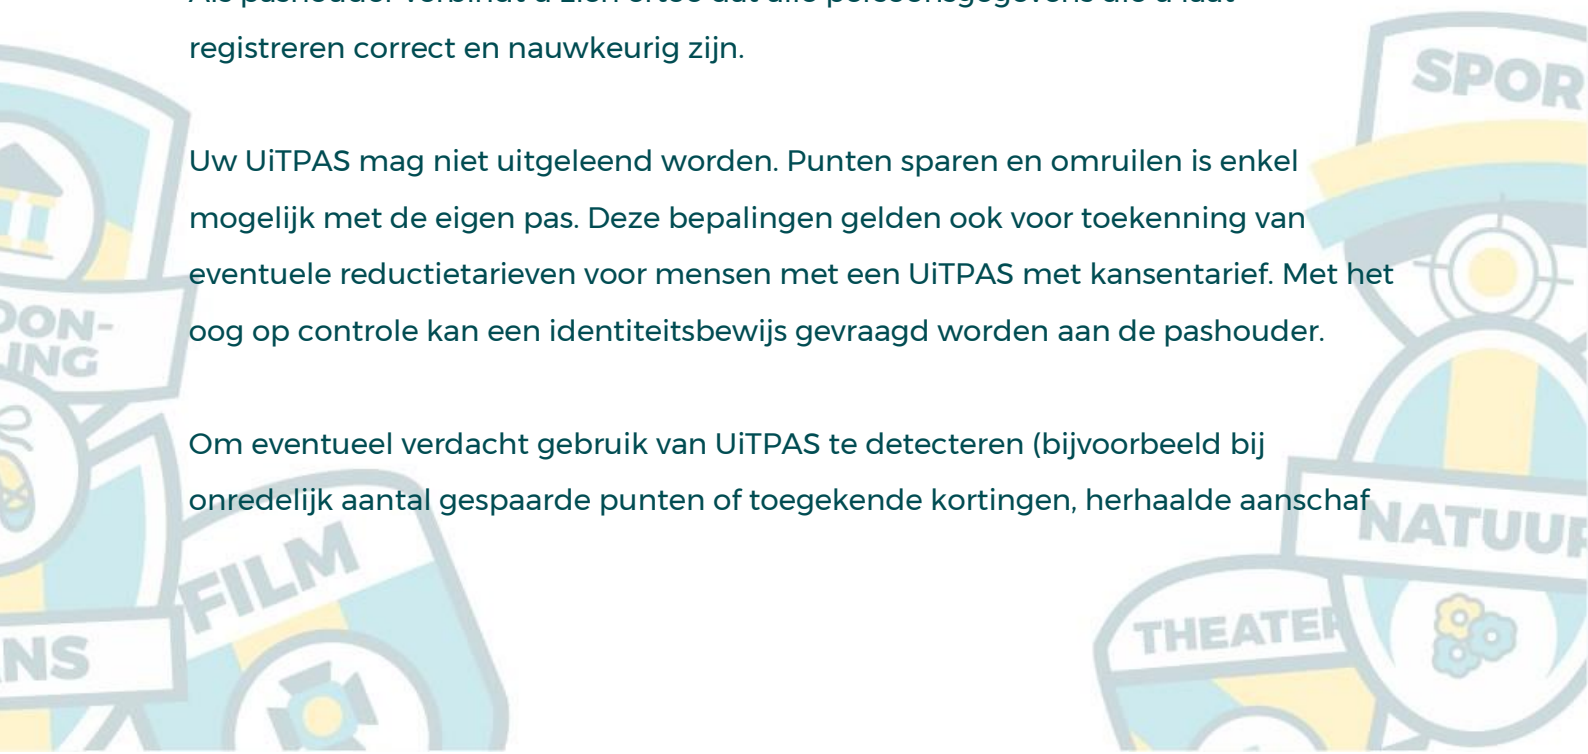 registreren correct en nauwkeurig zijn.
Uw UiTPAS mag niet uitgeleend worden. Punten sparen en omruilen is enkel
mogelijk met de eigen pas. Deze bepalingen gelden ook voor toekenning van
eventuele reductietarieven voor mensen met een UiTPAS met kansentarief. Met het
oog op controle kan een identiteitsbewijs gevraagd worden aan de pashouder.
Om eventueel verdacht gebruik van UiTPAS te detecteren (bijvoorbeeld bij
onredelijk aantal gespaarde punten of toegekende kortingen, herhaalde aanschaf
SPOR
OON-
LING
FILM
NATUUR
THEATER
ANS